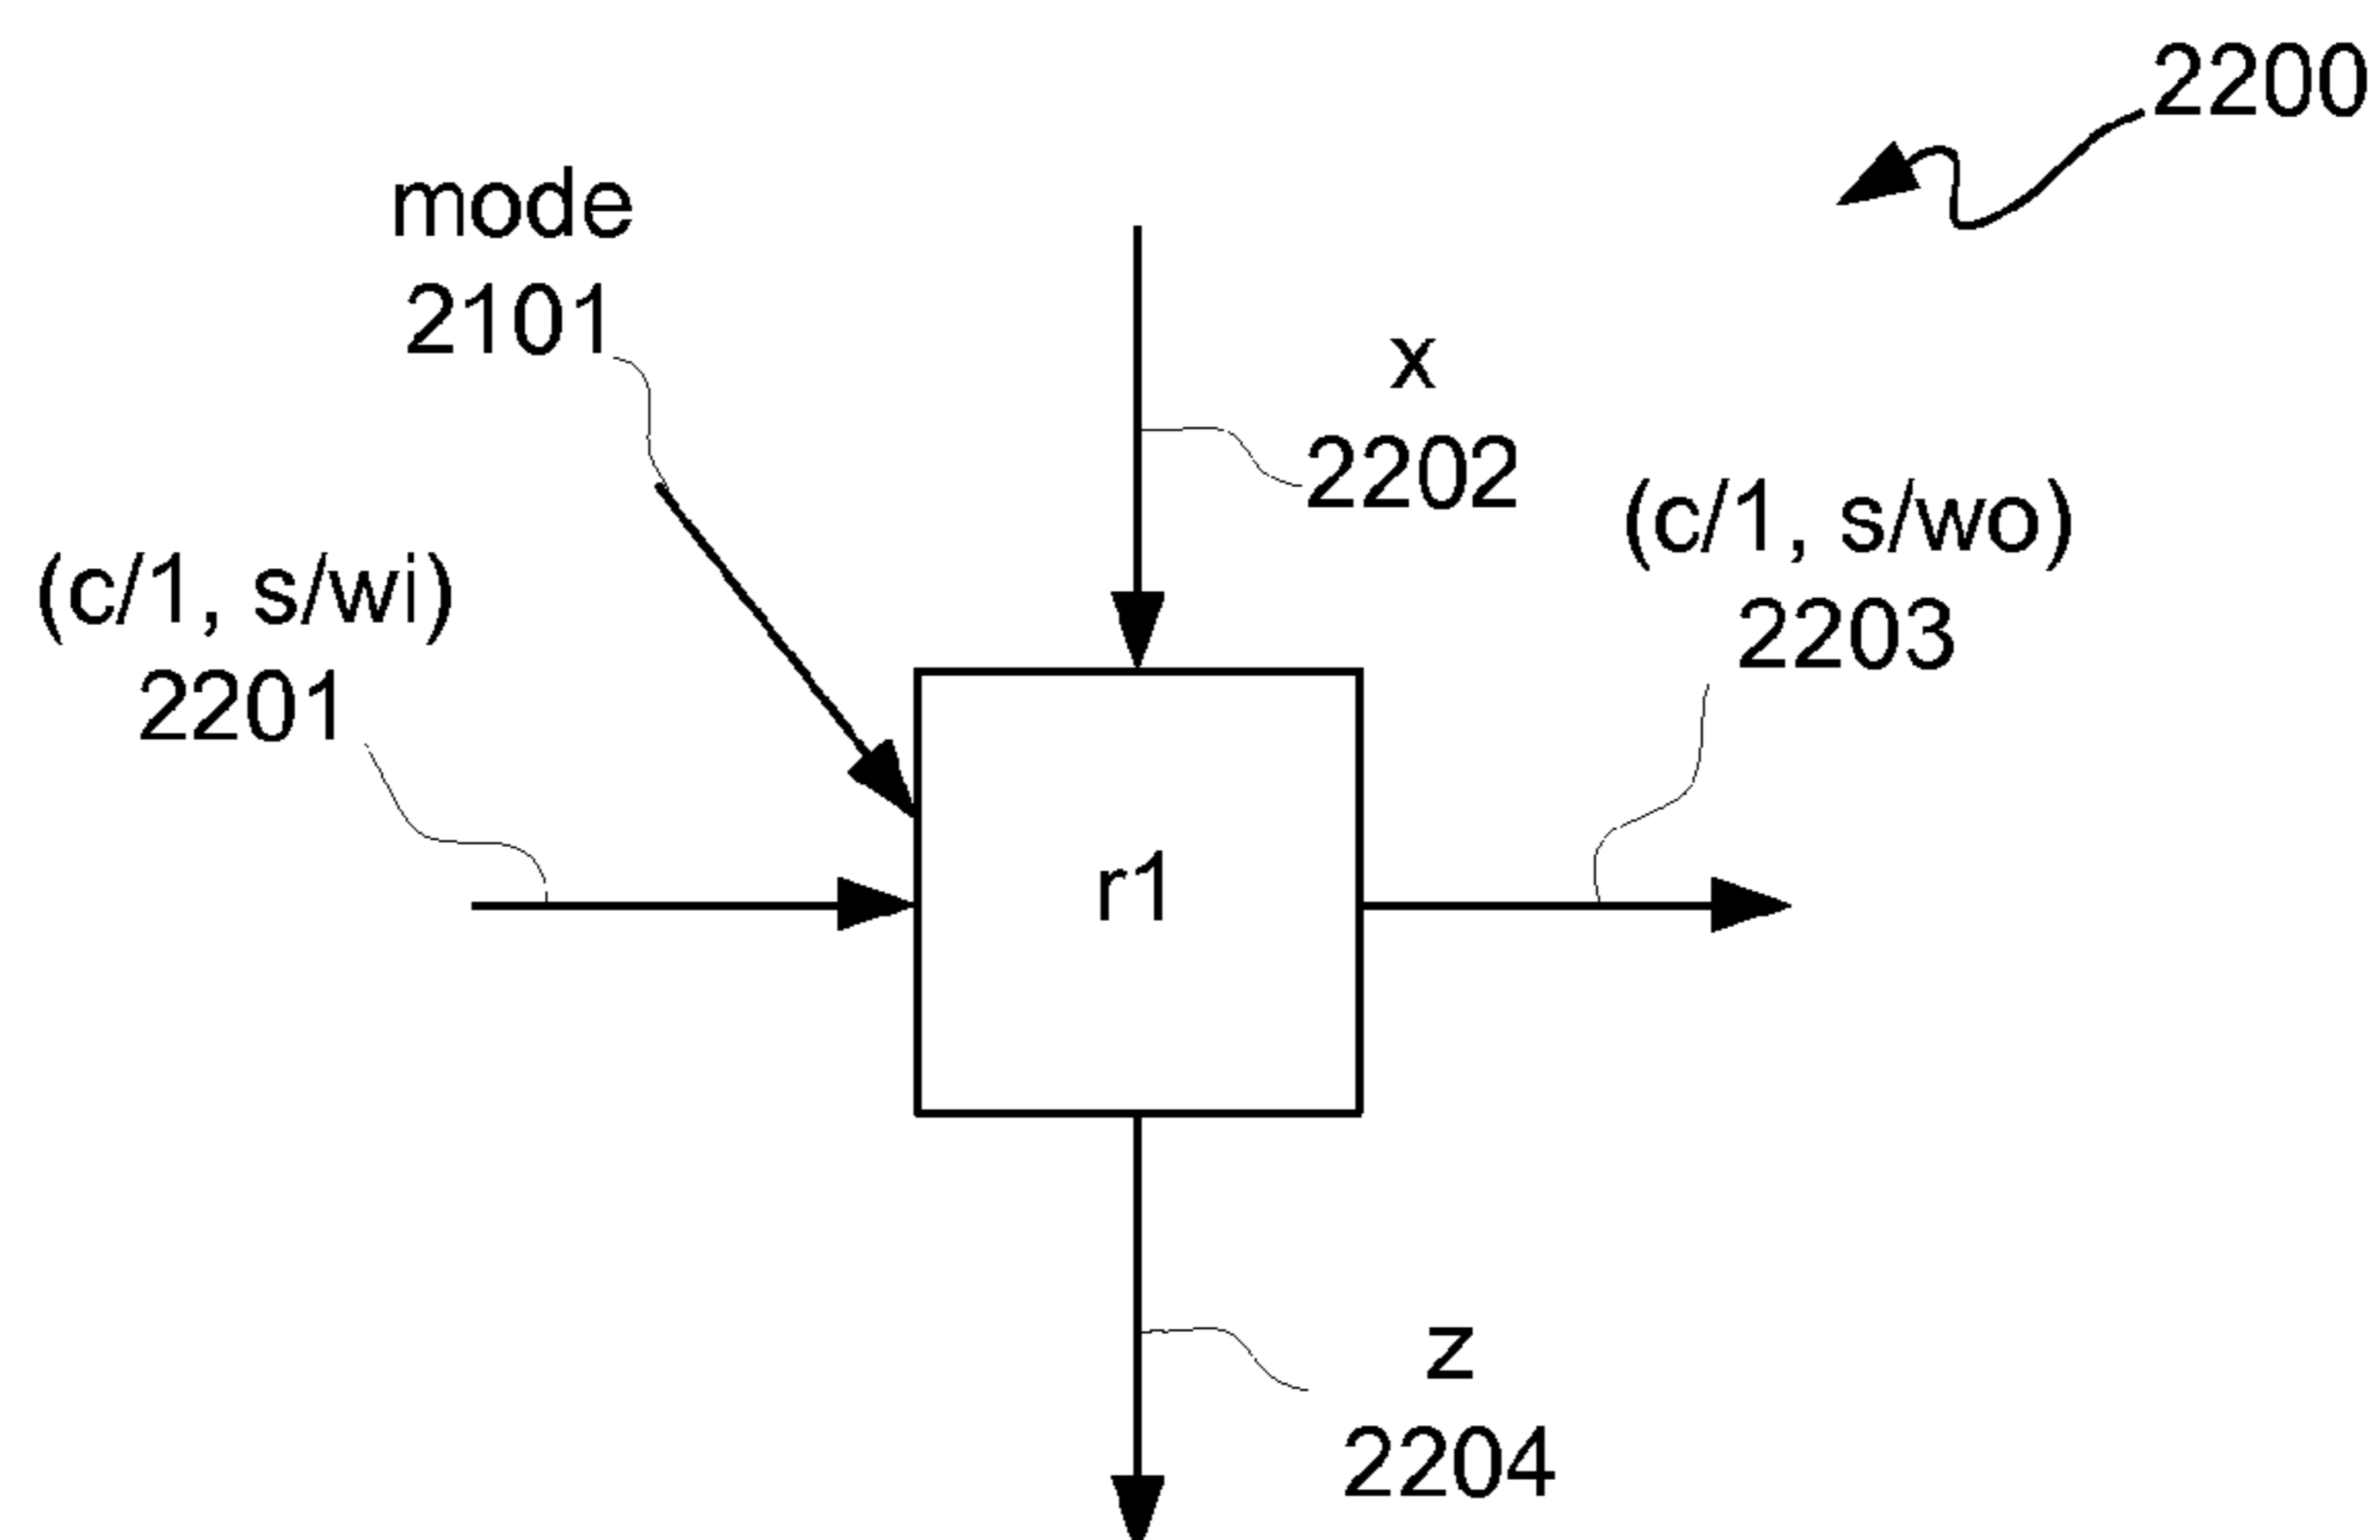 2200
mode
2101
x
2202
(c/1, s/wo)
2203
(c/1, s/wi)
2201
r1
z
2204